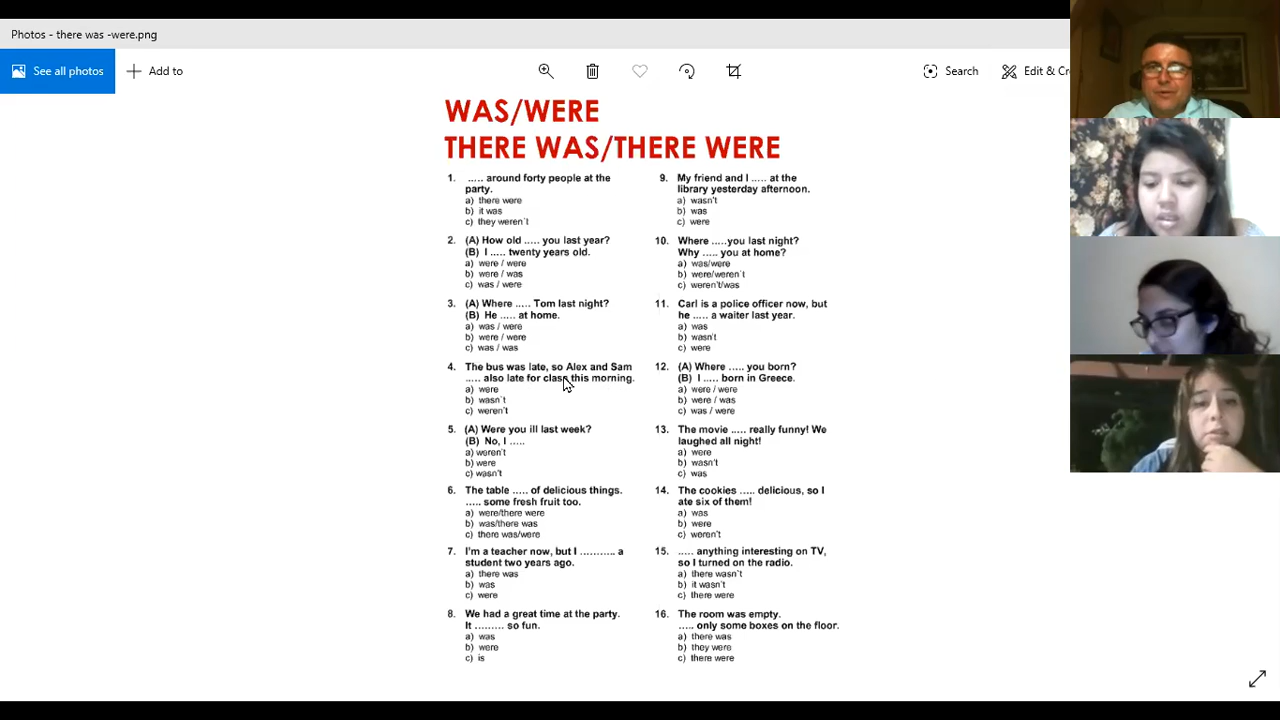 Photos - there was -were.png
See all photos
Add to
Search
Edit & Cr
WAS/WERE
THERE WAS/THERE WERE
1. ..... around forty people at the
party.
a) there were
b) it was
c) they weren`t
2. (A) How old ..... you last year?
(B) I ..... twenty years old.
a) were / were
b) were / was
c) was / were
3. (A) Where ..... Tom last night?
(B) He ..... at home.
a) was / were
b) were / were
c) was / was
4. The bus was late, so Alex and Sam
..... also late for class this morning.
a) were
b) wasn`t
c) weren't
5. (A) Were you ill last week?
(B) No, I .....
a) weren't
b) were
c) wasn't
6. The table ..... of delicious things.
..... some fresh fruit too.
a) were/there were
b) was/there was
c) there was/were
7. I'm a teacher now, but I .......... a
student two years ago.
a) there was
b) was
c) were
8. We had a great time at the party.
It ......... so fun.
a) was
b) were
c) is
9. My friend and I ..... at the
library yesterday afternoon.
a) wasn't
b) was
c) were
10. Where .....you last night?
Why ..... you at home?
a) was/were
b) were/weren`t
c) weren't/was
11. Carl is a police officer now, but
he ..... a waiter last year.
a) was
b) wasn't
c) were
12. (A) Where ..... you born?
(B) I ..... born in Greece.
a) were / were
b) were / was
c) was / were
13. The movie ..... really funny! We
laughed all night!
a) were
b) wasn't
c) was
14. The cookies ..... delicious, so I
ate six of them!
a) was
b) were
c) weren't
15. ..... anything interesting on TV,
so I turned on the radio.
a) there wasn`t
b) it wasn't
c) there were
16. The room was empty.
..... only some boxes on the floor.
a) there was
b) they were
c) there were